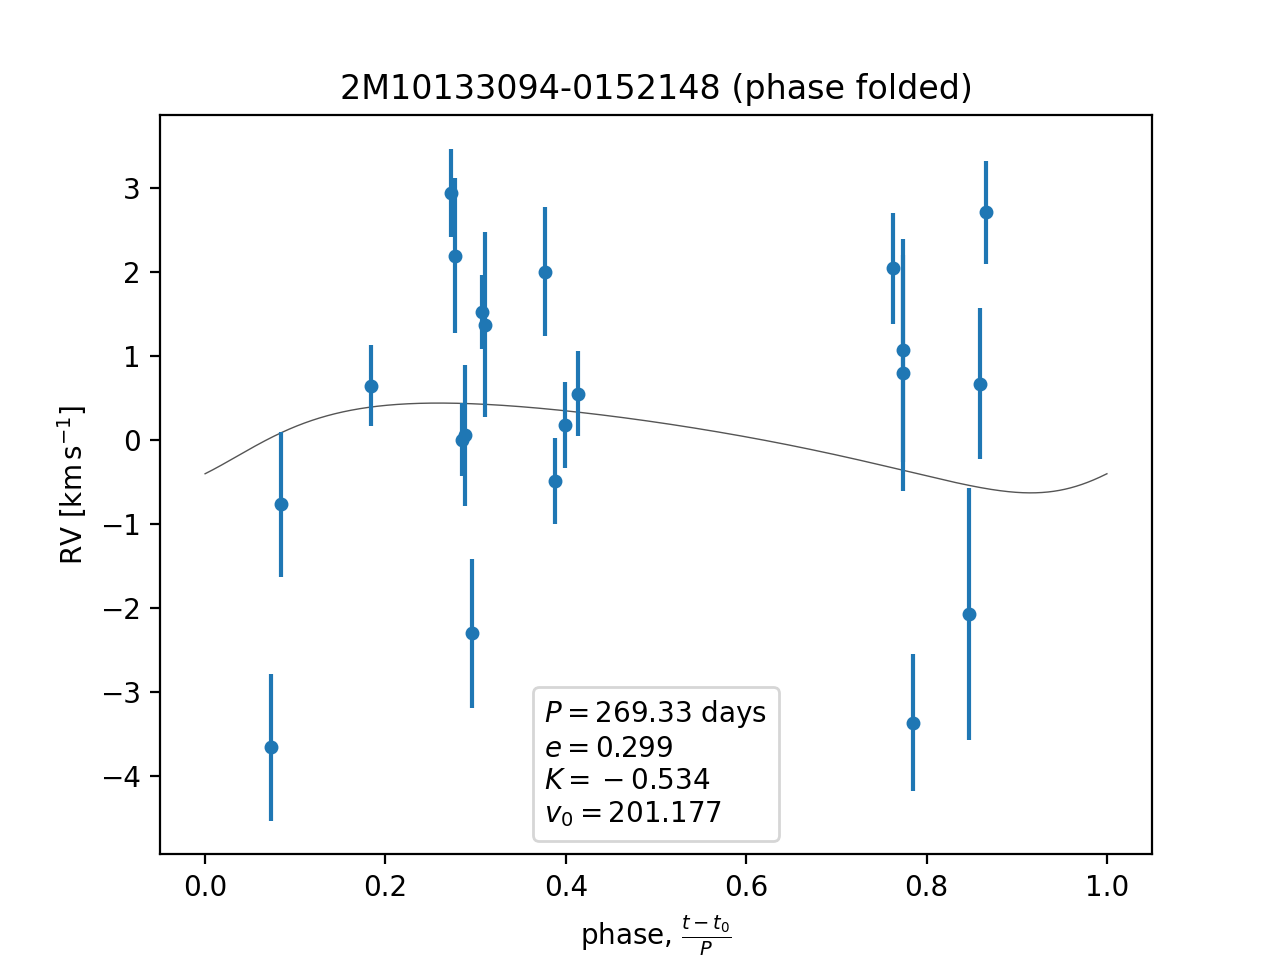 2M10133094-0152148 (phase folded)
RV [km s⁻¹]
3
2
1
0
−1
−2
−3
−4
P = 269.33 days
e = 0.299
K = −0.534
v₀ = 201.177
0.0 0.2 0.4 0.6 0.8 1.0
phase, (t − t₀)/P